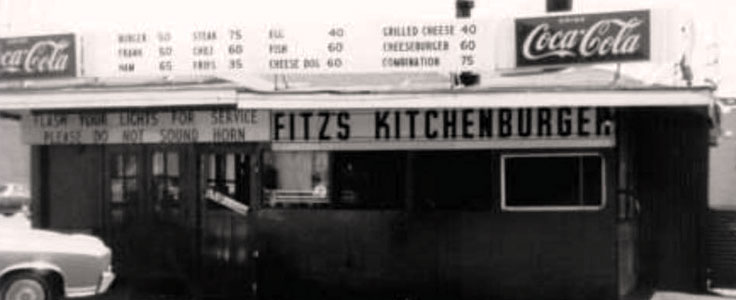 Coca-Cola
BURGER 50 STEAK 75 EGG 40 GRILLED CHEESE 40
FRANK 50 60 FISH 60 CHEESEBURGER 60
HAM 65 FRIES 35 CHEESE DOG 60 COMBINATION 75
DRINK
Coca-Cola
FLASH YOUR LIGHTS FOR SERVICE
PLEASE DO NOT SOUND HORN
FITZS KITCHENBURGER